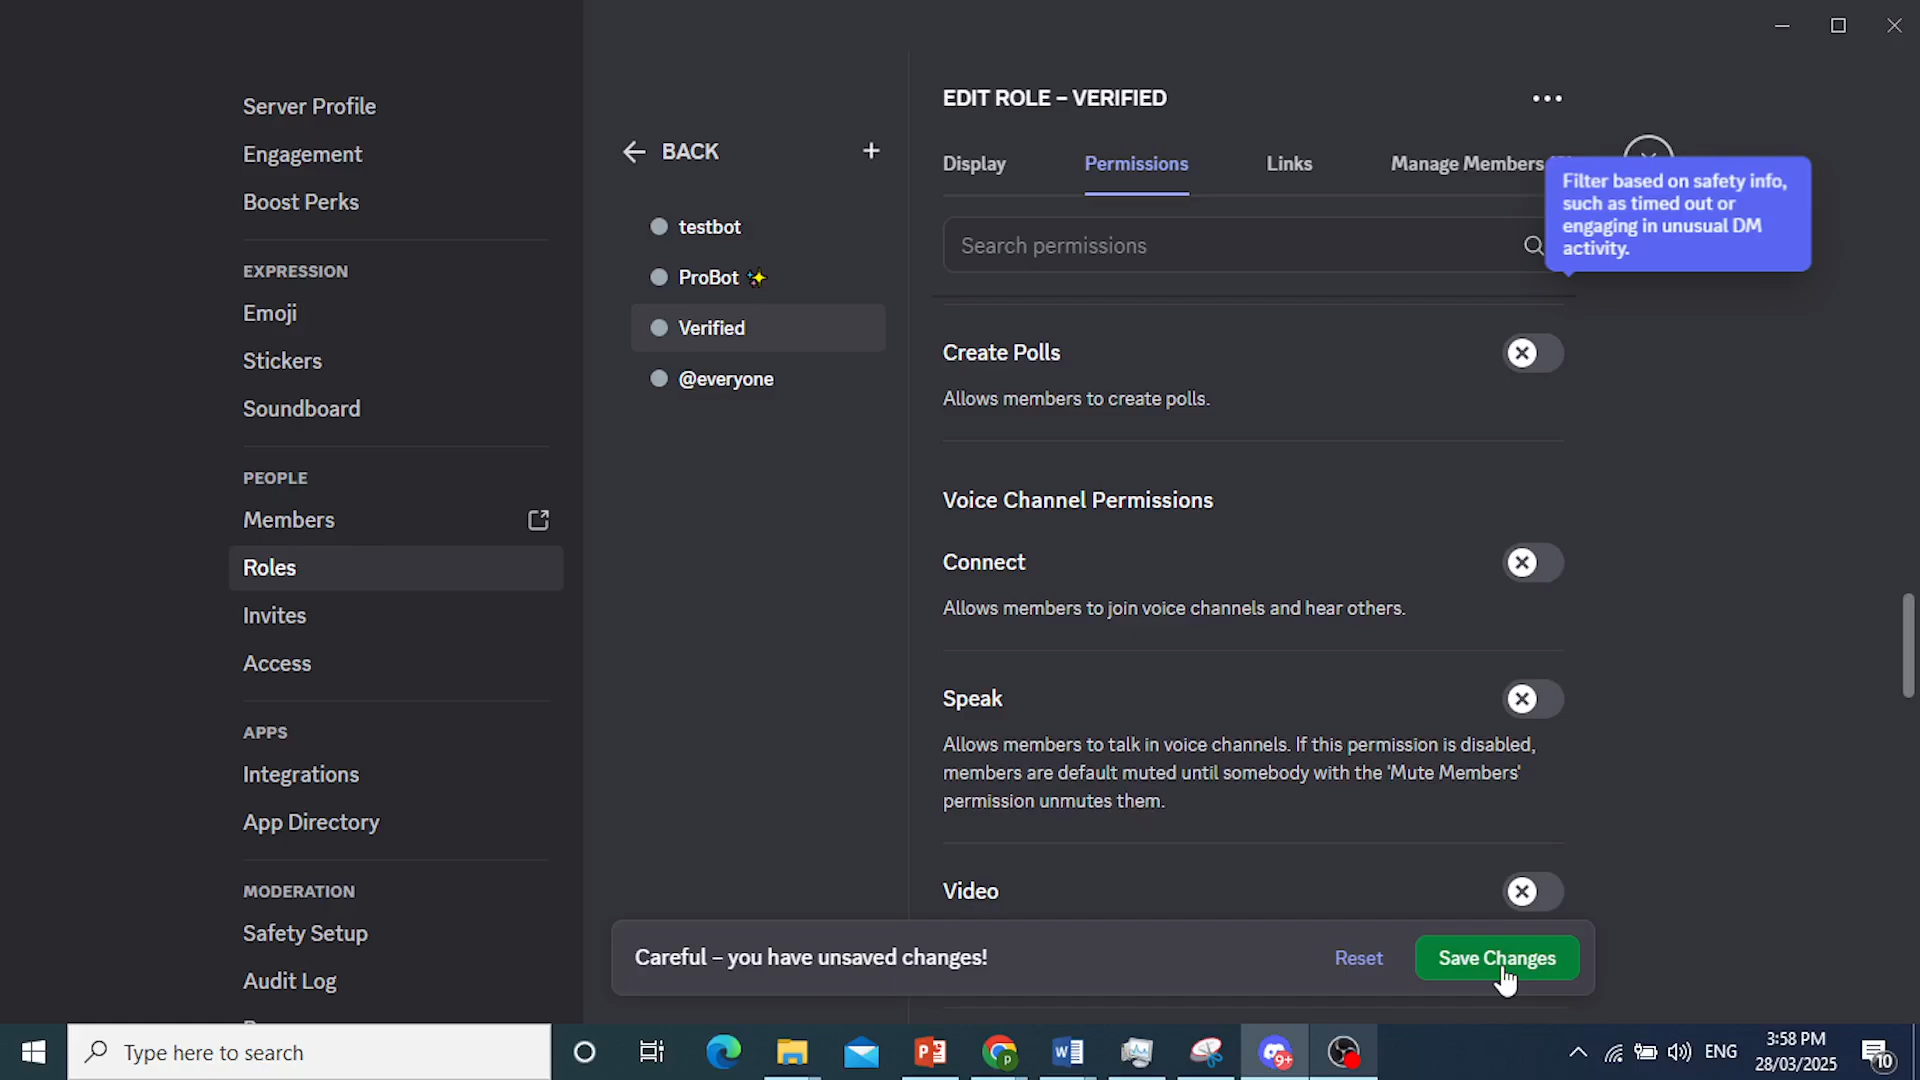 Server Profile
Engagement
Boost Perks
EXPRESSION
Emoji
Stickers
Soundboard
PEOPLE
Members
Roles
Invites
Access
APPS
Integrations
App Directory
MODERATION
Safety Setup
Audit Log
BACK
+
testbot
ProBot ✨
Verified
@everyone
EDIT ROLE – VERIFIED
Display
Permissions
Links
Manage Members
Filter based on safety info,
such as timed out or
engaging in unusual DM
activity.
Search permissions
Create Polls
Allows members to create polls.
Voice Channel Permissions
Connect
Allows members to join voice channels and hear others.
Speak
Allows members to talk in voice channels. If this permission is disabled,
members are default muted until somebody with the 'Mute Members'
permission unmutes them.
Video
Careful – you have unsaved changes!
Reset
Save Changes
Type here to search
9+
ENG
3:58 PM
28/03/2025
10